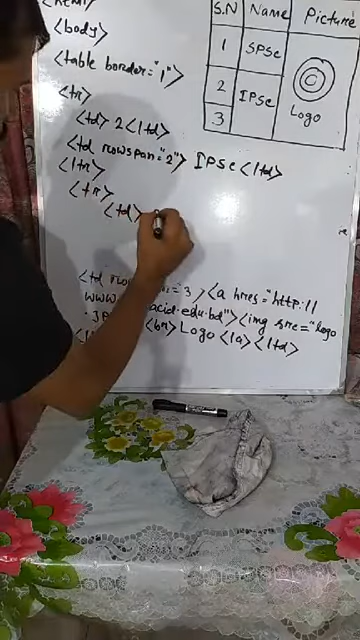 <html>
<body>
<table border="1">
<tr>
<td> 2 </td>
<td rowspan="2"> IPSC </td>
</tr>
<tr>
<td>
<td 3, <a href="http://
www. acid.edu.bd"><img src="logo
<br> Logo </a></td>
S.N Name Picture
1 SPSC
2 IPSC
3
Logo